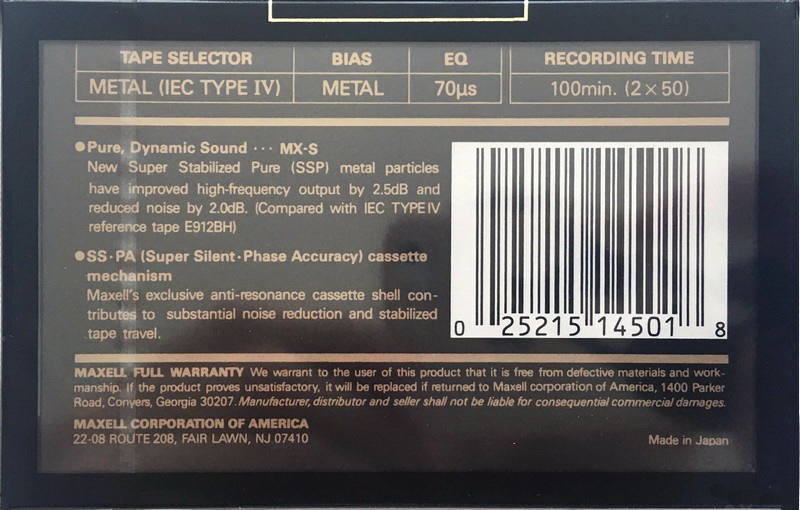 TAPE SELECTOR BIAS EQ RECORDING TIME
METAL (IEC TYPE IV) METAL 70μs 100min. (2×50)
●Pure, Dynamic Sound ··· MX-S
New Super Stabilized Pure (SSP) metal particles
have improved high-frequency output by 2.5dB and
reduced noise by 2.0dB. (Compared with IEC TYPE IV
reference tape E912BH)
●SS·PA (Super Silent·Phase Accuracy) cassette
mechanism
Maxell's exclusive anti-resonance cassette shell con-
tributes to substantial noise reduction and stabilized
tape travel.
0 25215 14501 8
MAXELL FULL WARRANTY We warrant to the user of this product that it is free from defective materials and work-
manship. If the product proves unsatisfactory, it will be replaced if returned to Maxell corporation of America, 1400 Parker
Road, Conyers, Georgia 30207. Manufacturer, distributor and seller shall not be liable for consequential commercial damages.
MAXELL CORPORATION OF AMERICA
22-08 ROUTE 208, FAIR LAWN, NJ 07410
Made in Japan